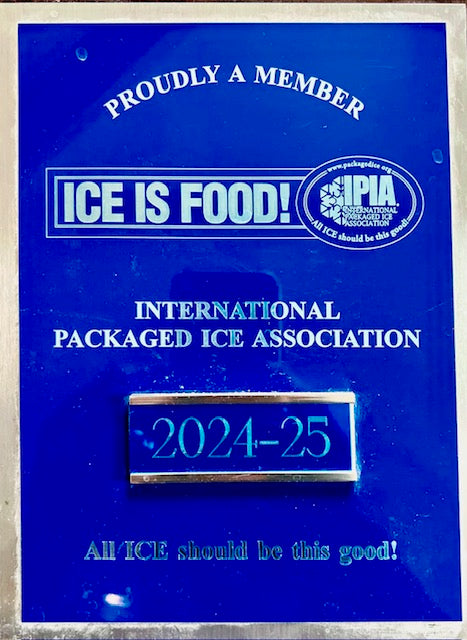 PROUDLY A MEMBER
www.packagedice.org
ICE IS FOOD!
IPIA
INTERNATIONAL
PACKAGED ICE
ASSOCIATION
All ICE should be this good!
INTERNATIONAL
PACKAGED ICE ASSOCIATION
2024-25
All ICE should be this good!